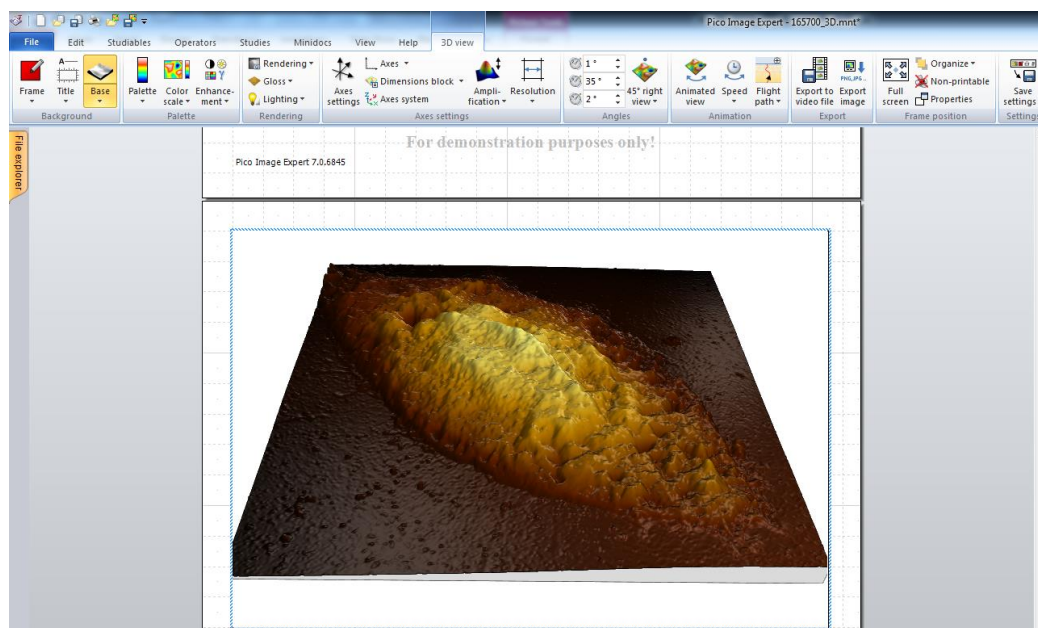 Pico Image Expert - 165700_3D.mnt*
File Edit Studiables Operators Studies Minidocs View Help 3D view
Frame Title Base
Background
Palette Color scale Enhance-ment
Palette
Rendering
Gloss
Lighting
Rendering
Axes settings
Axes
Dimensions block
Axes system
Ampli-fication Resolution
Axes settings
1 °
35 °
2 °
45° right view
Angles
Animated view Speed Flight path
Animation
Export to video file Export image
PNG, JPG...
Export
Full screen
Organize
Non-printable
Properties
Frame position
Save settings
Settings
File explorer
For demonstration purposes only!
Pico Image Expert 7.0.6845